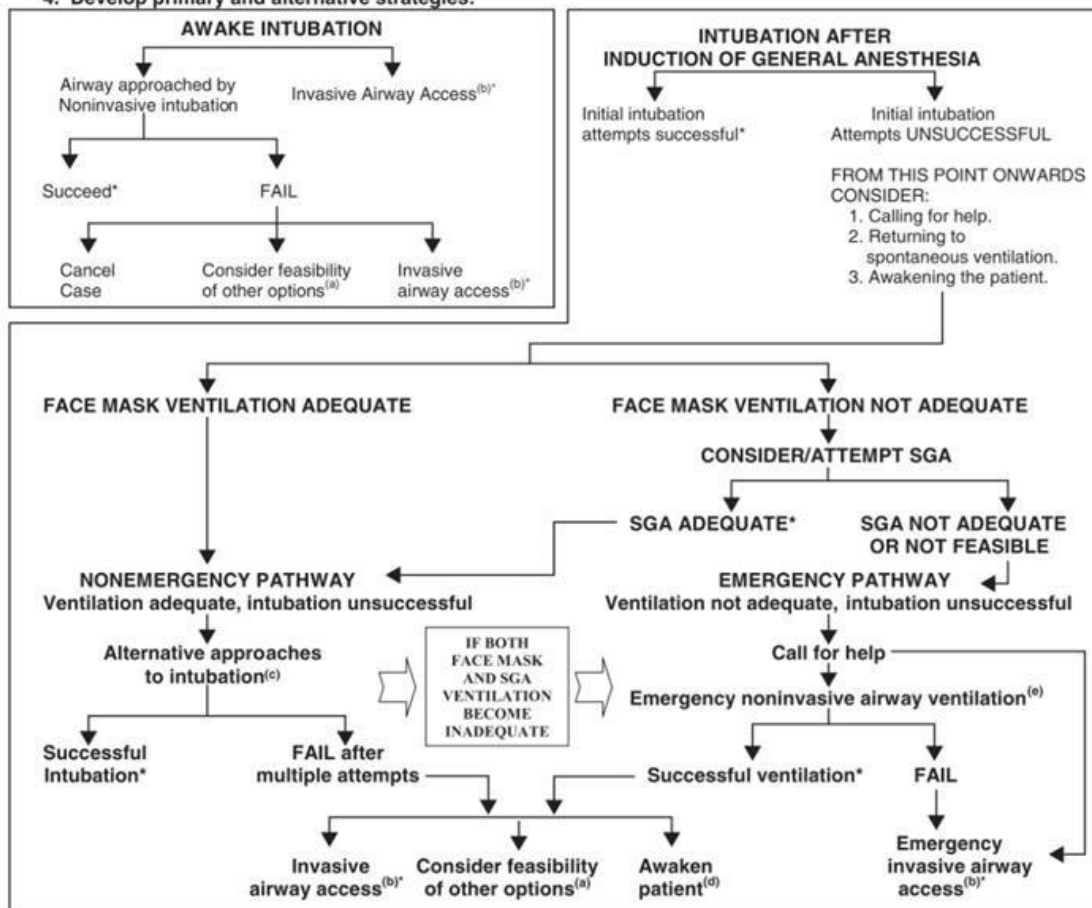 4. Develop primary and alternative strategies:
AWAKE INTUBATION
Airway approached by
Noninvasive intubation
Invasive Airway Access(b)*
Succeed*
FAIL
Cancel
Case
Consider feasibility
of other options(a)
Invasive
airway access(b)*
INTUBATION AFTER
INDUCTION OF GENERAL ANESTHESIA
Initial intubation
attempts successful*
Initial intubation
Attempts UNSUCCESSFUL
FROM THIS POINT ONWARDS
CONSIDER:
1. Calling for help.
2. Returning to
spontaneous ventilation.
3. Awakening the patient.
FACE MASK VENTILATION ADEQUATE
FACE MASK VENTILATION NOT ADEQUATE
CONSIDER/ATTEMPT SGA
SGA ADEQUATE*
SGA NOT ADEQUATE
OR NOT FEASIBLE
NONEMERGENCY PATHWAY
Ventilation adequate, intubation unsuccessful
EMERGENCY PATHWAY
Ventilation not adequate, intubation unsuccessful
Alternative approaches
to intubation(c)
IF BOTH
FACE MASK
AND SGA
VENTILATION
BECOME
INADEQUATE
Call for help
Emergency noninvasive airway ventilation(e)
Successful
Intubation*
FAIL after
multiple attempts
Successful ventilation*
FAIL
Invasive
airway access(b)*
Consider feasibility
of other options(a)
Awaken
patient(d)
Emergency
invasive airway
access(b)*